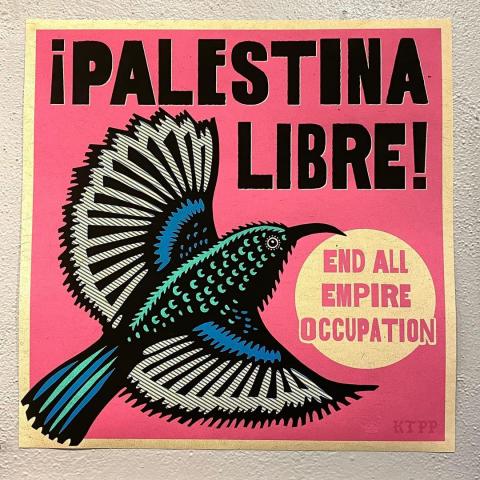 ¡PALESTINA
LIBRE!
END ALL
EMPIRE
OCCUPATION
KTPP